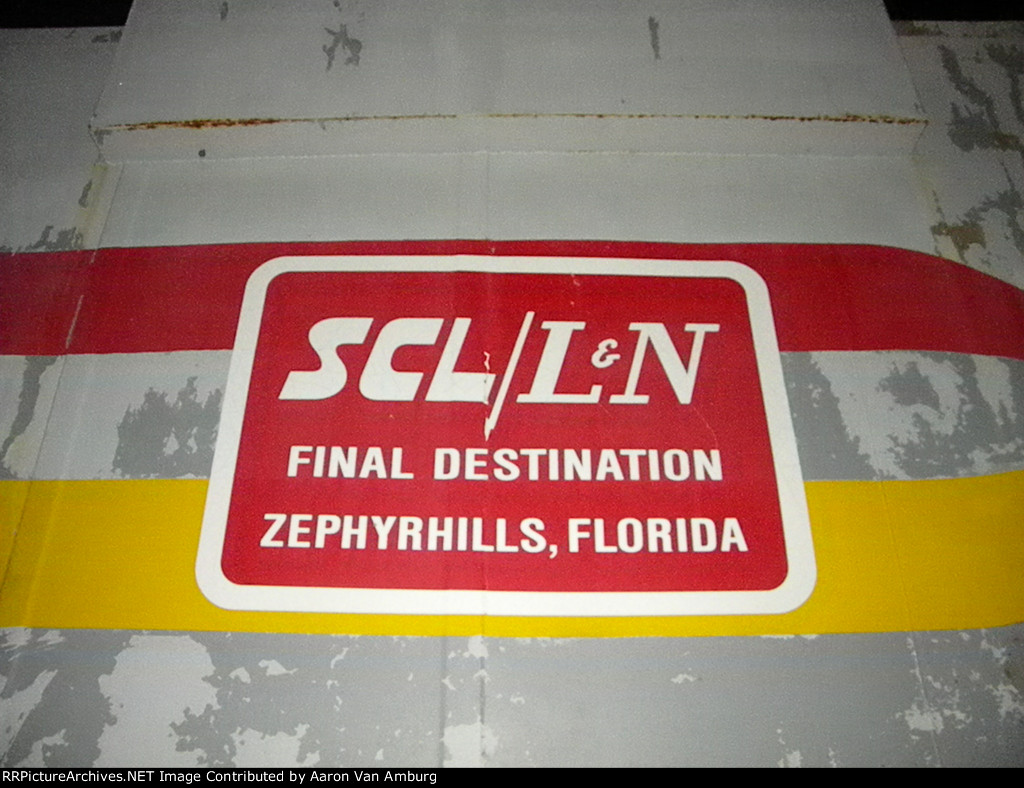 SCL/L&N
FINAL DESTINATION
ZEPHYRHILLS, FLORIDA
RRPictureArchives.NET Image Contributed by Aaron Van Amburg